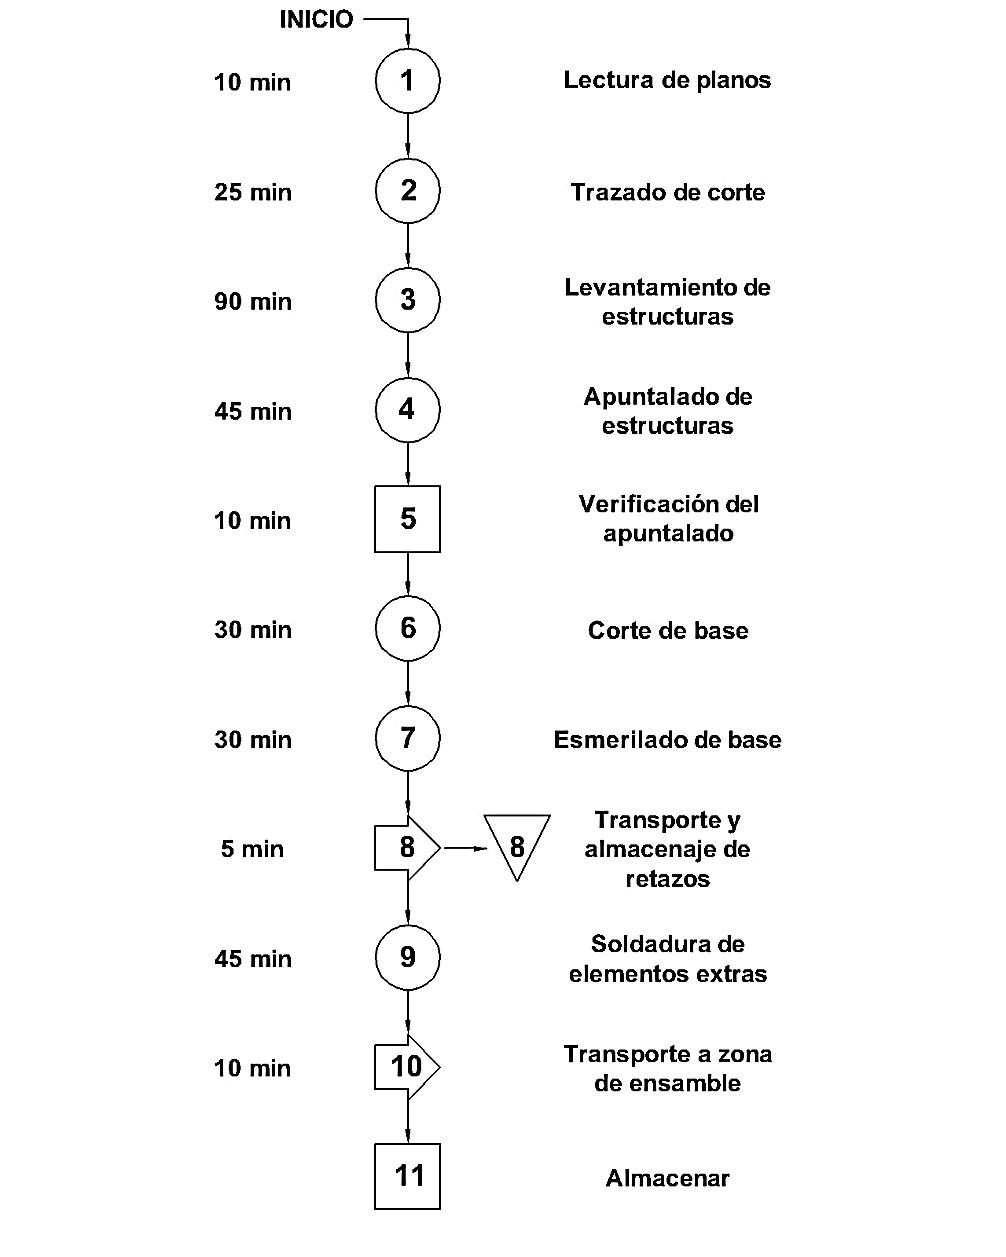 INICIO
10 min 1 Lectura de planos
25 min 2 Trazado de corte
90 min 3 Levantamiento de
estructuras
45 min 4 Apuntalado de
estructuras
10 min 5 Verificación del
apuntalado
30 min 6 Corte de base
30 min 7 Esmerilado de base
5 min 8 8 Transporte y
almacenaje de
retazos
45 min 9 Soldadura de
elementos extras
10 min 10 Transporte a zona
de ensamble
11 Almacenar